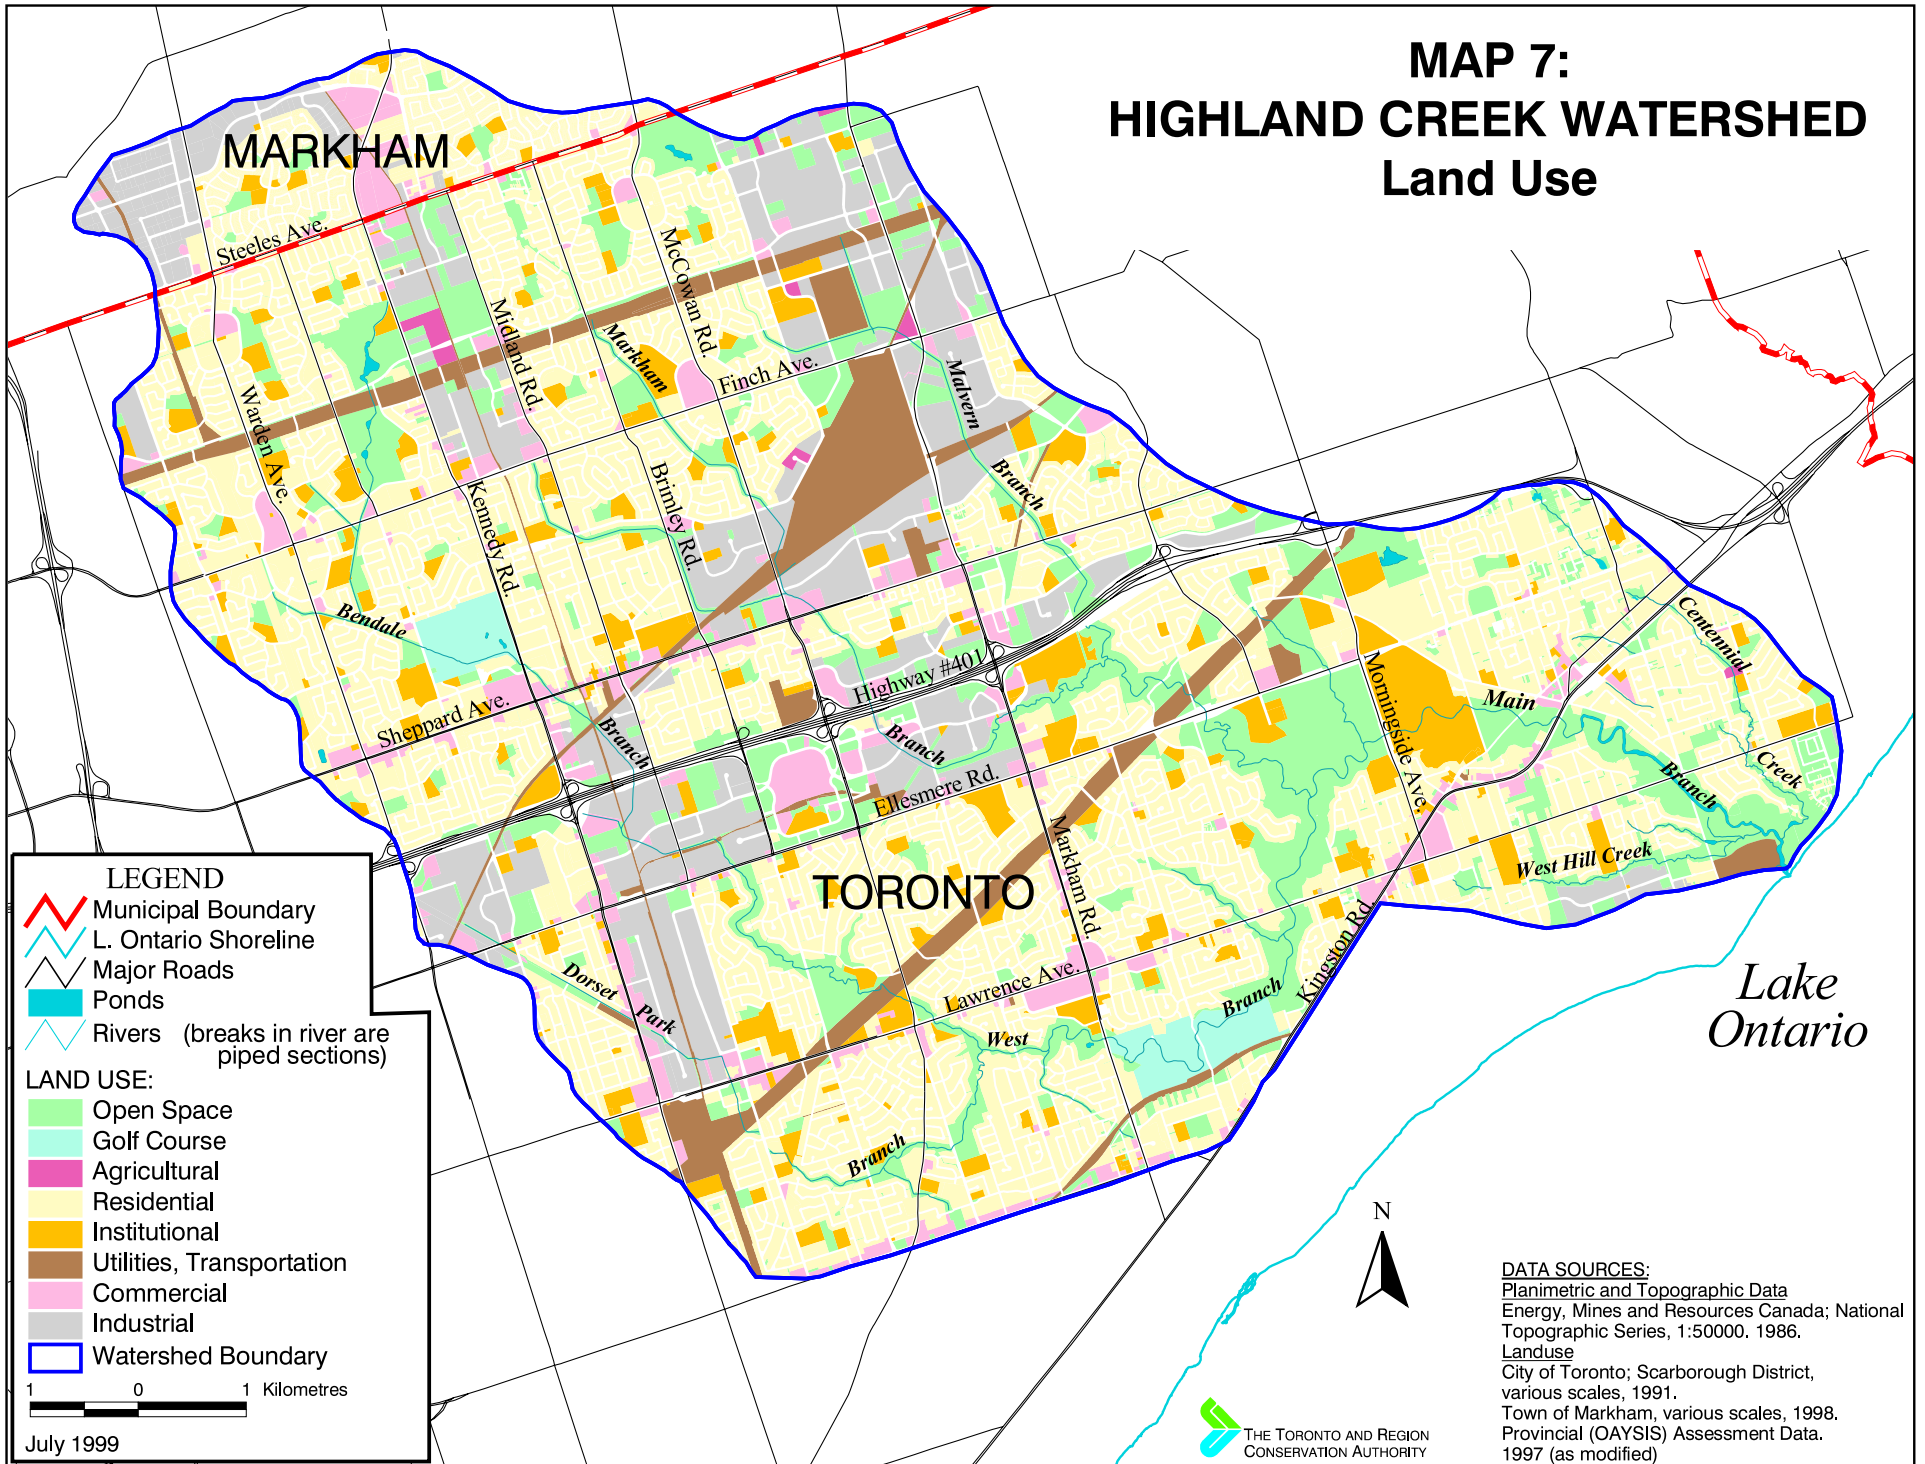 MAP 7:
HIGHLAND CREEK WATERSHED
Land Use
MARKHAM
Steeles Ave.
McCowan Rd.
Midland Rd.
Markham
Finch Ave.
Malvern
Warden Ave.
Branch
Brimley Rd.
Kennedy Rd.
Bendale
Centennial
Highway #401
Morningside Ave.
Main
Sheppard Ave.
Branch
Branch
Creek
Branch
Ellesmere Rd.
Markham Rd.
West Hill Creek
TORONTO
Kingston Rd.
Lawrence Ave.
Dorset
Park
Branch
West
Branch
Lake
Ontario
LEGEND
Municipal Boundary
L. Ontario Shoreline
Major Roads
Ponds
Rivers (breaks in river are
piped sections)
LAND USE:
Open Space
Golf Course
Agricultural
Residential
Institutional
Utilities, Transportation
Commercial
Industrial
Watershed Boundary
1 0 1 Kilometres
July 1999
N
THE TORONTO AND REGION
CONSERVATION AUTHORITY
DATA SOURCES:
Planimetric and Topographic Data
Energy, Mines and Resources Canada; National
Topographic Series, 1:50000. 1986.
Landuse
City of Toronto; Scarborough District,
various scales, 1991.
Town of Markham, various scales, 1998.
Provincial (OAYSIS) Assessment Data.
1997 (as modified)